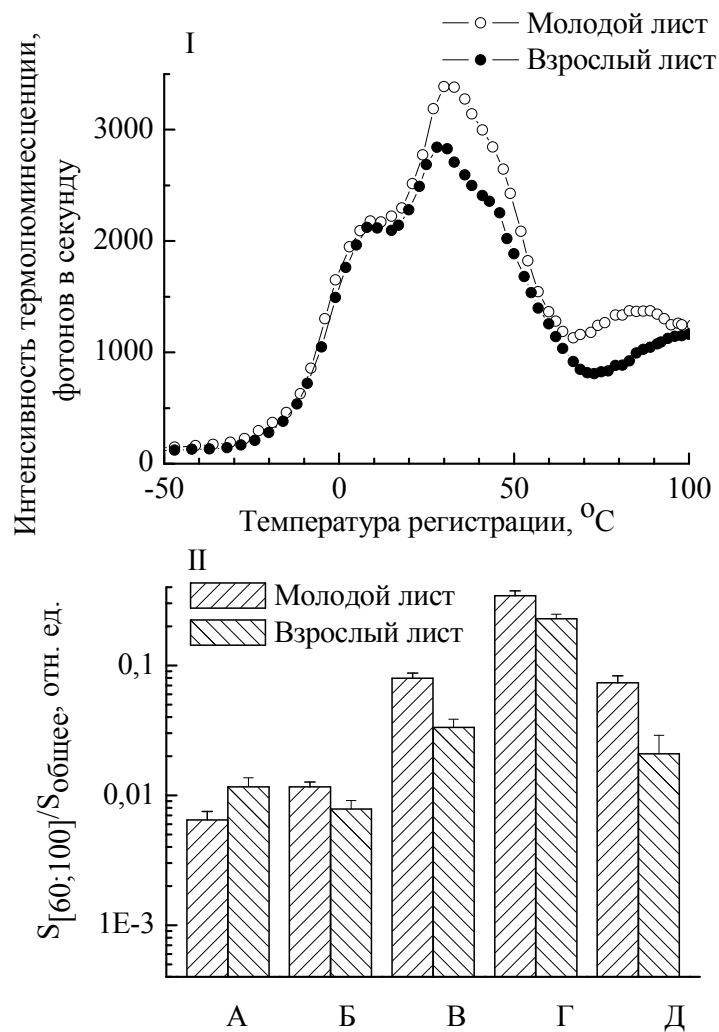 I
Молодой лист
Взрослый лист
Интенсивность термолюминесценции,
фотонов в секунду
3000
2000
1000
0
-50 0 50 100
Температура регистрации, °C
II
Молодой лист
Взрослый лист
S[60;100]/Sобщее, отн. ед.
0,1
0,01
1E-3
А Б В Г Д